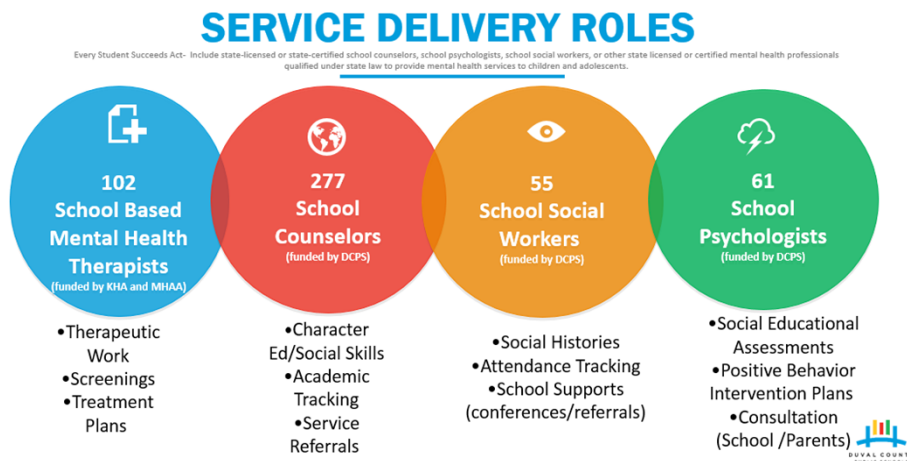 SERVICE DELIVERY ROLES
Every Student Succeeds Act- Include state-licensed or state-certified school counselors, school psychologists, school social workers, or other state licensed or certified mental health professionals
qualified under state law to provide mental health services to children and adolescents.
102
School Based
Mental Health
Therapists
(funded by KHA and MHAA)
•Therapeutic
Work
•Screenings
•Treatment
Plans
277
School
Counselors
(funded by DCPS)
•Character
Ed/Social Skills
•Academic
Tracking
•Service
Referrals
55
School Social
Workers
(funded by DCPS)
•Social Histories
•Attendance Tracking
•School Supports
(conferences/referrals)
61
School
Psychologists
(funded by DCPS)
•Social Educational
Assessments
•Positive Behavior
Intervention Plans
•Consultation
(School /Parents)
DUVAL COUNT